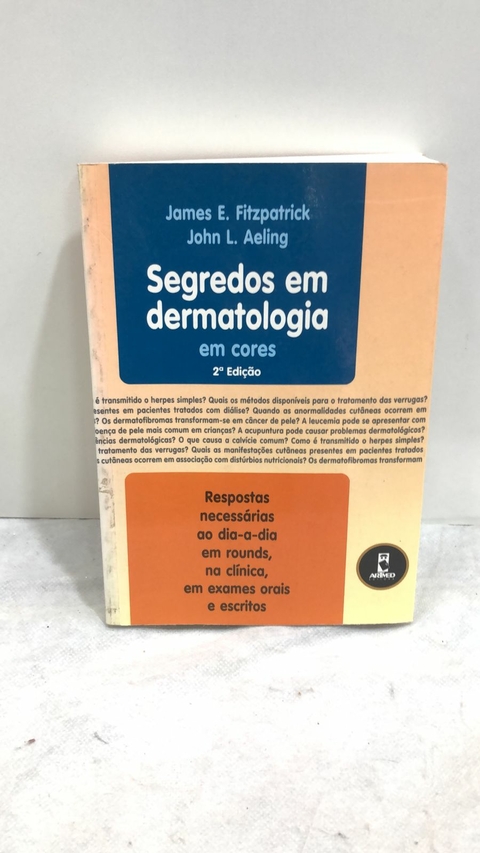 James E. Fitzpatrick
John L. Aeling
Segredos em
dermatologia
em cores
2ª Edição
é transmitido o herpes simples? Quais os métodos disponíveis para o tratamento das verrugas?
esentes em pacientes tratados com diálise? Quando as anormalidades cutâneas ocorrem em
? Os dermatofibromas transformam-se em câncer de pele? A leucemia pode se apresentar com
oença de pele mais comum em crianças? A acupuntura pode causar problemas dermatológicos?
ências dermatológicas? O que causa a calvície comum? Como é transmitido o herpes simples?
tratamento das verrugas? Quais as manifestações cutâneas presentes em pacientes tratados
s cutâneas ocorrem em associação com distúrbios nutricionais? Os dermatofibromas transformam
Respostas
necessárias
ao dia-a-dia
em rounds,
na clínica,
em exames orais
e escritos
ARTMED